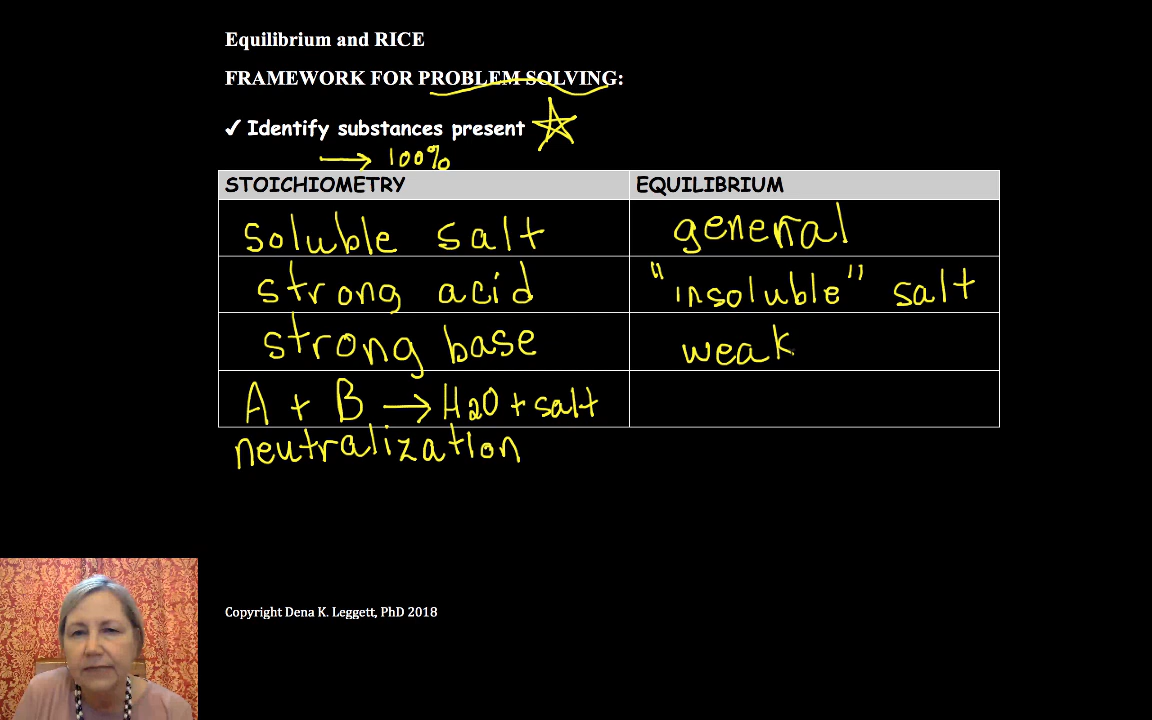 Equilibrium and RICE
FRAMEWORK FOR PROBLEM SOLVING:
✓ Identify substances present
→ 100%
STOICHIOMETRY EQUILIBRIUM
soluble salt general
strong acid "insoluble" salt
strong base weak
A + B → H2O + salt
neutralization
Copyright Dena K. Leggett, PhD 2018